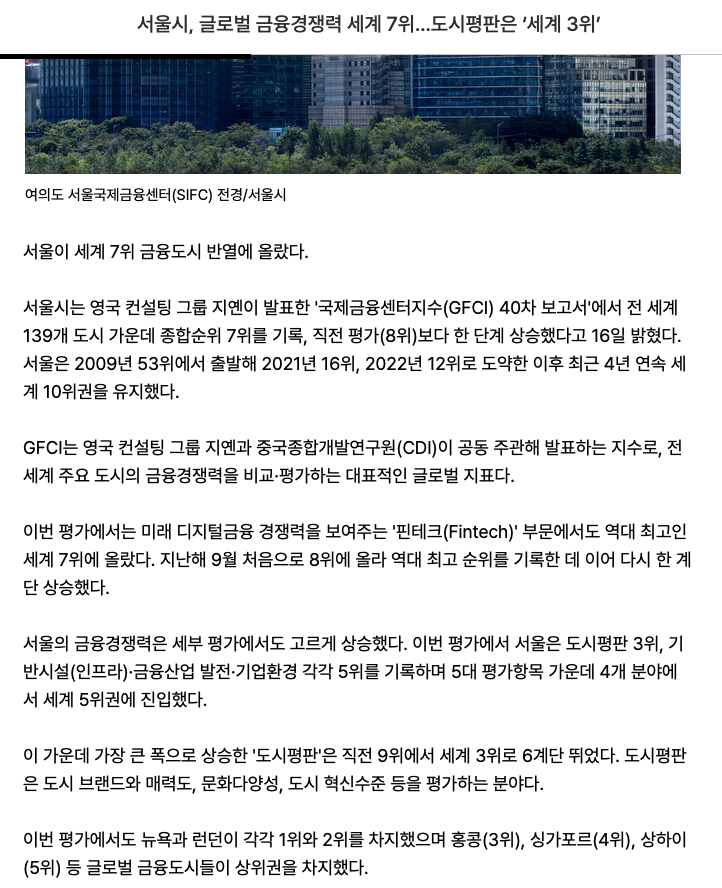 서울시, 글로벌 금융경쟁력 세계 7위…도시평판은 ‘세계 3위’
여의도 서울국제금융센터(SIFC) 전경/서울시
서울이 세계 7위 금융도시 반열에 올랐다.
서울시는 영국 컨설팅 그룹 지옌이 발표한 '국제금융센터지수(GFCI) 40차 보고서'에서 전 세계
139개 도시 가운데 종합순위 7위를 기록, 직전 평가(8위)보다 한 단계 상승했다고 16일 밝혔다.
서울은 2009년 53위에서 출발해 2021년 16위, 2022년 12위로 도약한 이후 최근 4년 연속 세
계 10위권을 유지했다.
GFCI는 영국 컨설팅 그룹 지옌과 중국종합개발연구원(CDI)이 공동 주관해 발표하는 지수로, 전
세계 주요 도시의 금융경쟁력을 비교·평가하는 대표적인 글로벌 지표다.
이번 평가에서는 미래 디지털금융 경쟁력을 보여주는 '핀테크(Fintech)' 부문에서도 역대 최고인
세계 7위에 올랐다. 지난해 9월 처음으로 8위에 올라 역대 최고 순위를 기록한 데 이어 다시 한 계
단 상승했다.
서울의 금융경쟁력은 세부 평가에서도 고르게 상승했다. 이번 평가에서 서울은 도시평판 3위, 기
반시설(인프라)·금융산업 발전·기업환경 각각 5위를 기록하며 5대 평가항목 가운데 4개 분야에
서 세계 5위권에 진입했다.
이 가운데 가장 큰 폭으로 상승한 '도시평판'은 직전 9위에서 세계 3위로 6계단 뛰었다. 도시평판
은 도시 브랜드와 매력도, 문화다양성, 도시 혁신수준 등을 평가하는 분야다.
이번 평가에서도 뉴욕과 런던이 각각 1위와 2위를 차지했으며 홍콩(3위), 싱가포르(4위), 상하이
(5위) 등 글로벌 금융도시들이 상위권을 차지했다.